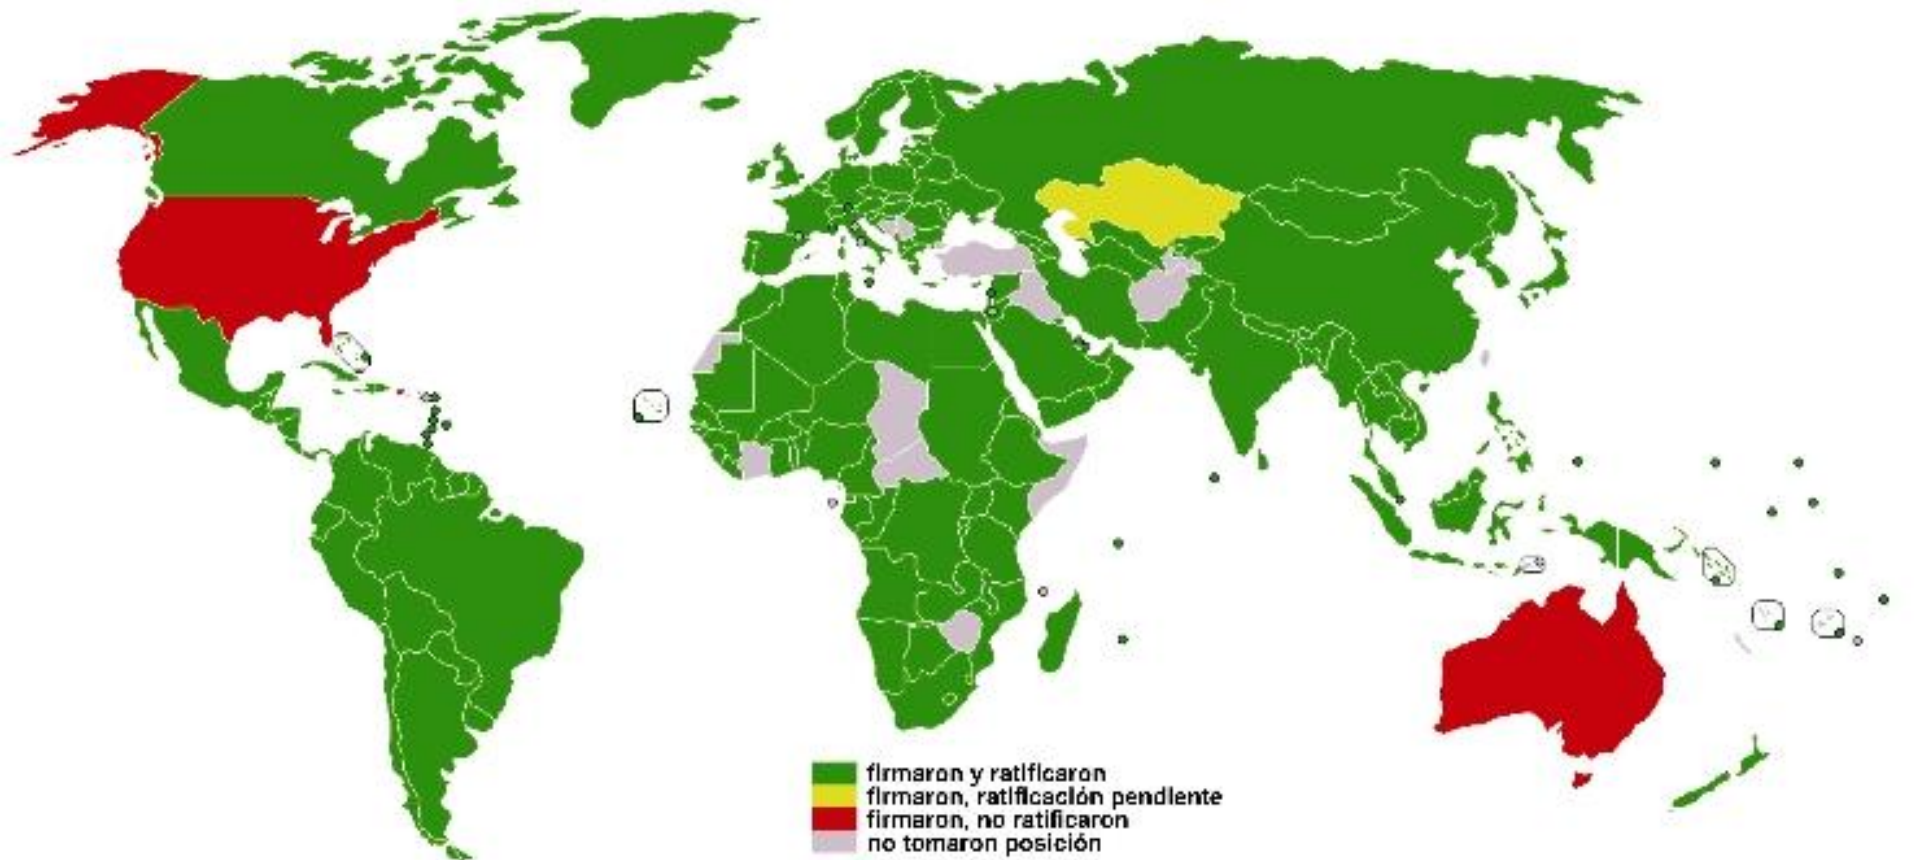 firmaron y ratificaron
firmaron, ratificación pendiente
firmaron, no ratificaron
no tomaron posición